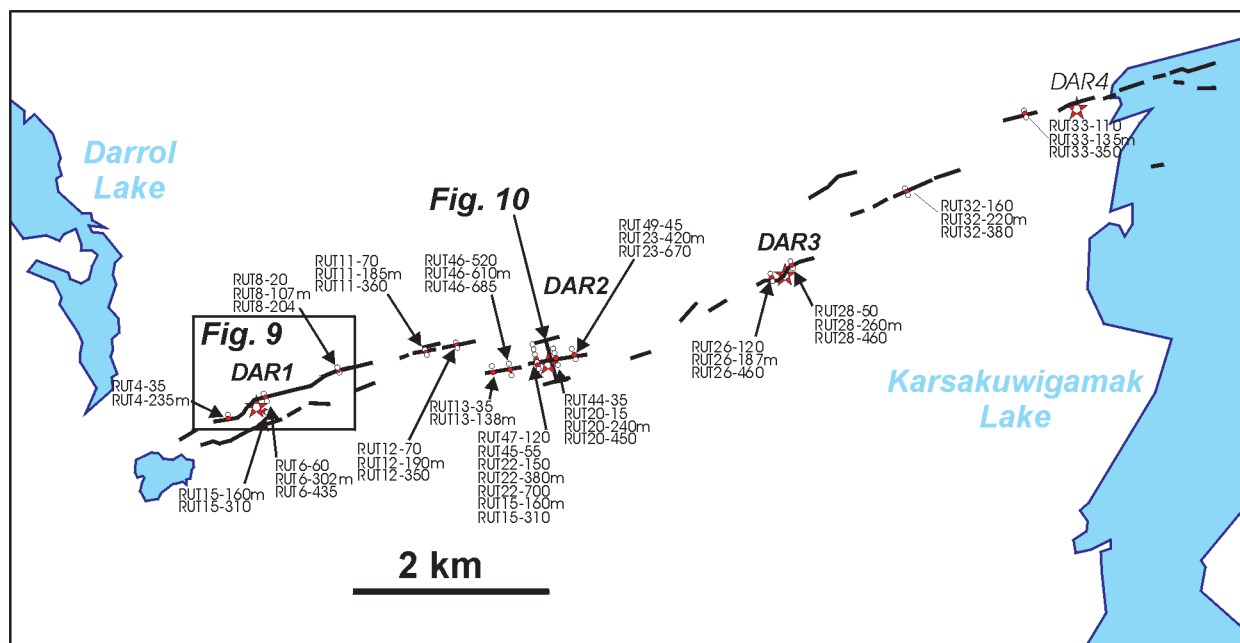 DAR4
RUT33-110
RUT33-135m
RUT33-350
Darrol
Lake
Fig. 10
RUT49-45
RUT23-420m
RUT23-670
RUT32-160
RUT32-220m
RUT32-380
DAR3
RUT11-70
RUT11-185m
RUT11-360
RUT46-520
RUT46-610m
RUT46-685
DAR2
RUT8-20
RUT8-107m
RUT8-204
RUT28-50
RUT28-260m
RUT28-460
Fig. 9
RUT26-120
RUT26-187m
RUT26-460
DAR1
Karsakuwigamak
Lake
RUT4-35
RUT4-235m
RUT13-35
RUT13-138m
RUT44-35
RUT20-15
RUT20-240m
RUT20-450
RUT12-70
RUT12-190m
RUT12-350
RUT47-120
RUT45-55
RUT22-150
RUT22-380m
RUT22-700
RUT15-160m
RUT15-310
RUT6-60
RUT6-302m
RUT6-435
RUT15-160m
RUT15-310
2 km